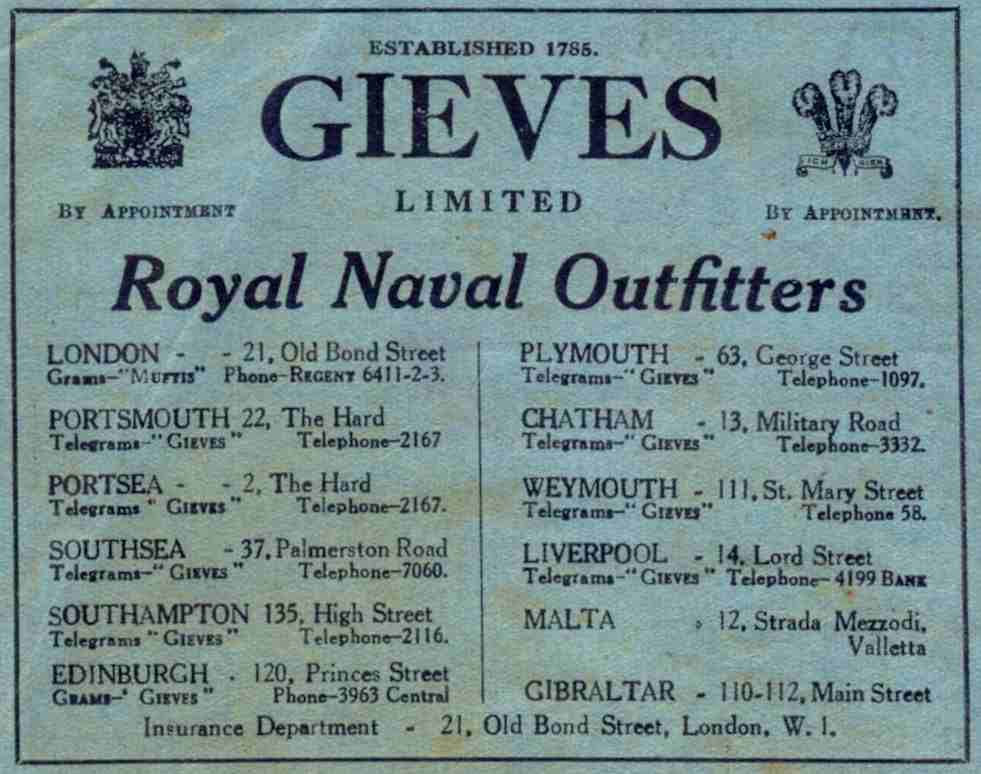 ESTABLISHED 1785.
GIEVES
LIMITED
BY APPOINTMENT
ICH DIEN
BY APPOINTMENT.
Royal Naval Outfitters
LONDON - - 21, Old Bond Street
Grams-"MUFTIS" Phone-REGENT 6411-2-3.
PORTSMOUTH 22, The Hard
Telegrams-"GIEVES" Telephone-2167
PORTSEA - - 2, The Hard
Telegrams "GIEVES" Telephone-2167.
SOUTHSEA - 37, Palmerston Road
Telegrams-"GIEVES" Telephone-7060.
SOUTHAMPTON 135, High Street
Telegrams "GIEVES" Telephone-2116.
EDINBURGH - 120, Princes Street
GRAMS-' GIEVES" Phone-3963 Central
PLYMOUTH - 63, George Street
Telegrams-"GIEVES" Telephone-1097.
CHATHAM - 13, Military Road
Telegrams-"GIEVES" Telephone-3332.
WEYMOUTH - 111, St. Mary Street
Telegrams-"GIEVES" Telephone 58.
LIVERPOOL - 14, Lord Street
Telegrams-"GIEVES" Telephone-4199 BANK
MALTA - 12, Strada Mezzodi,
Valletta
GIBRALTAR - 110-112, Main Street
Insurance Department - 21, Old Bond Street, London, W. 1.